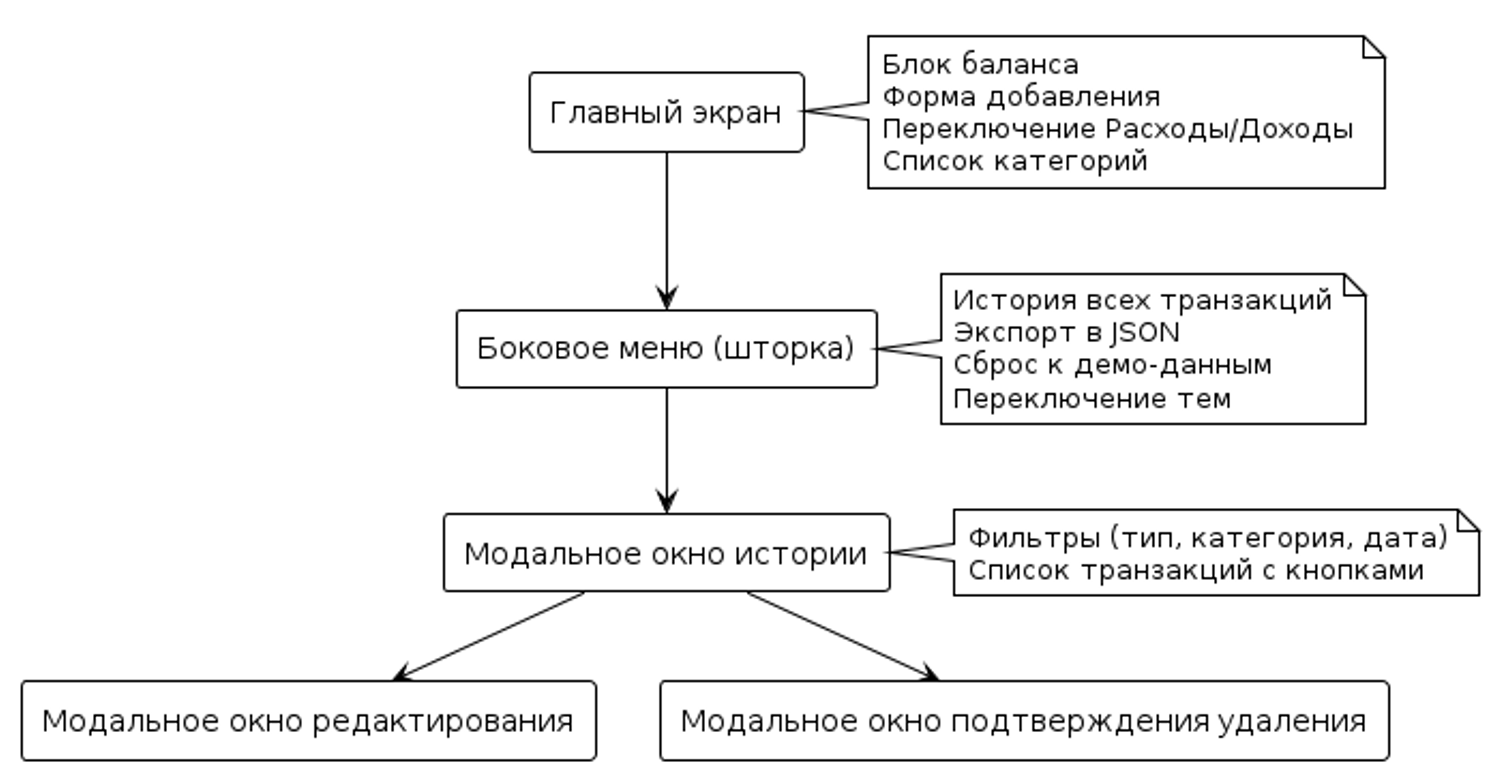 Главный экран
Блок баланса
Форма добавления
Переключение Расходы/Доходы
Список категорий
Боковое меню (шторка)
История всех транзакций
Экспорт в JSON
Сброс к демо-данным
Переключение тем
Модальное окно истории
Фильтры (тип, категория, дата)
Список транзакций с кнопками
Модальное окно редактирования
Модальное окно подтверждения удаления